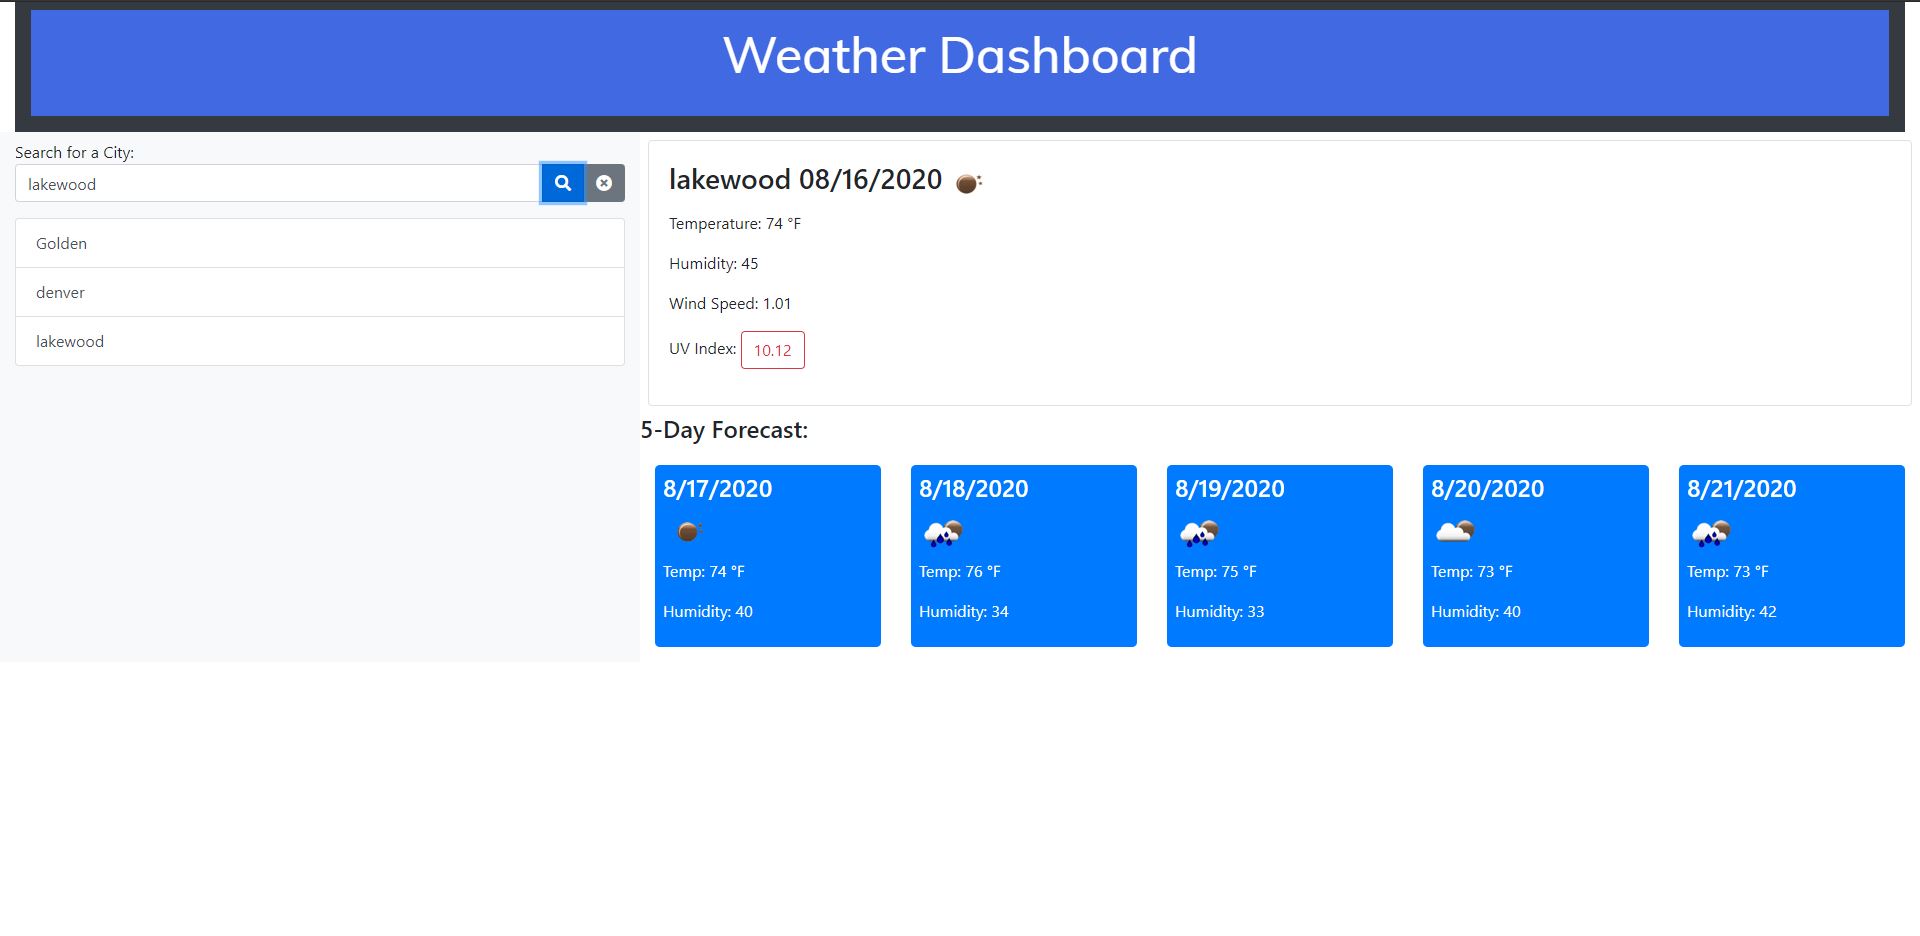 Weather Dashboard
Search for a City:
lakewood
Golden
denver
lakewood
lakewood 08/16/2020
Temperature: 74 °F
Humidity: 45
Wind Speed: 1.01
UV Index: 10.12
5-Day Forecast:
8/17/2020
Temp: 74 °F
Humidity: 40
8/18/2020
Temp: 76 °F
Humidity: 34
8/19/2020
Temp: 75 °F
Humidity: 33
8/20/2020
Temp: 73 °F
Humidity: 40
8/21/2020
Temp: 73 °F
Humidity: 42